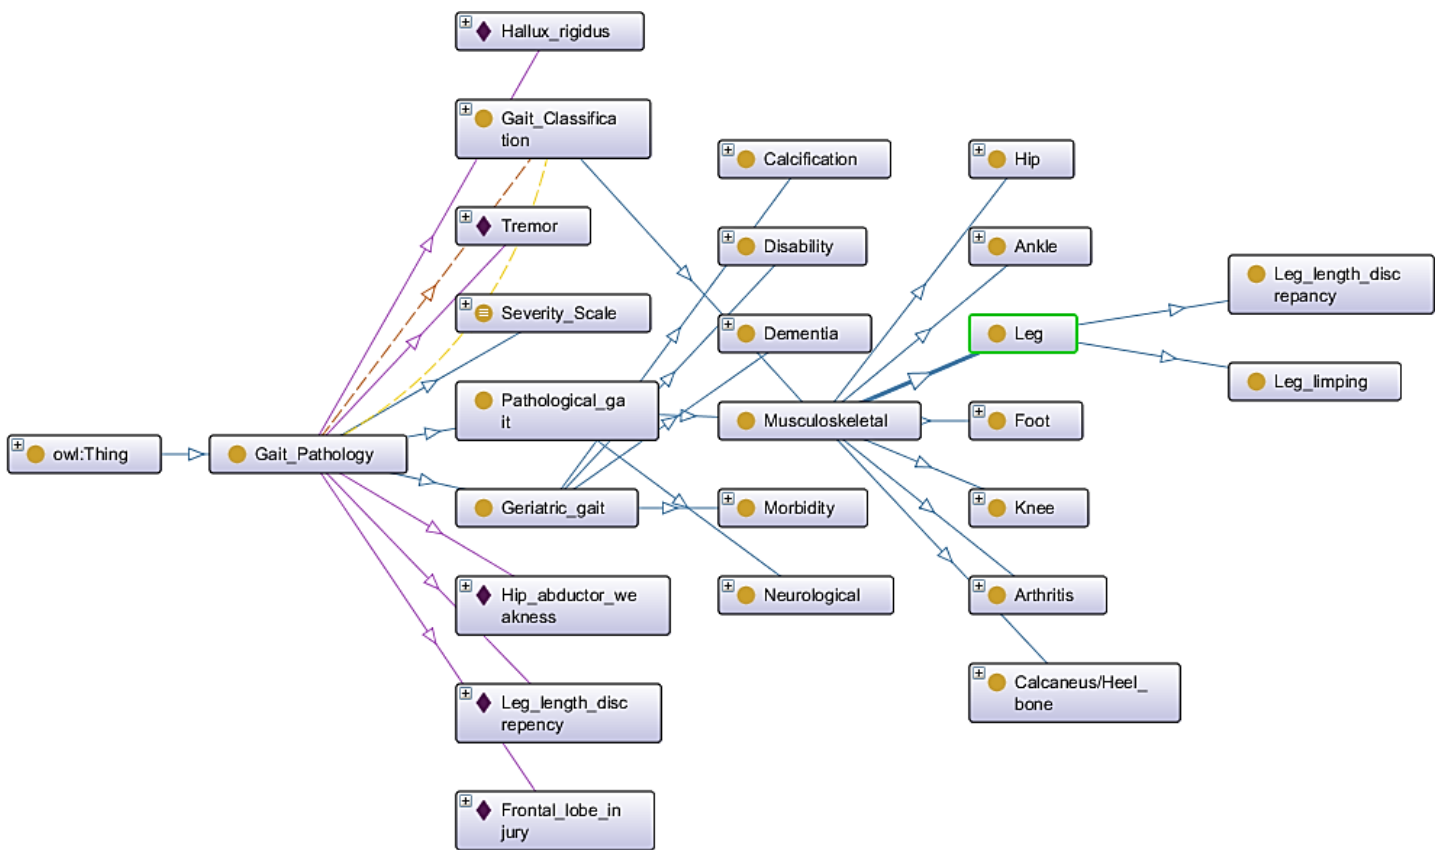 Hallux_rigidus
Gait_Classifica
tion
Tremor
Severity_Scale
Pathological_ga
it
owl:Thing
Gait_Pathology
Geriatric_gait
Hip_abductor_we
akness
Leg_length_disc
repency
Frontal_lobe_in
jury
Calcification
Disability
Dementia
Musculoskeletal
Morbidity
Neurological
Hip
Ankle
Leg
Foot
Knee
Arthritis
Calcaneus/Heel_
bone
Leg_length_disc
repancy
Leg_limping